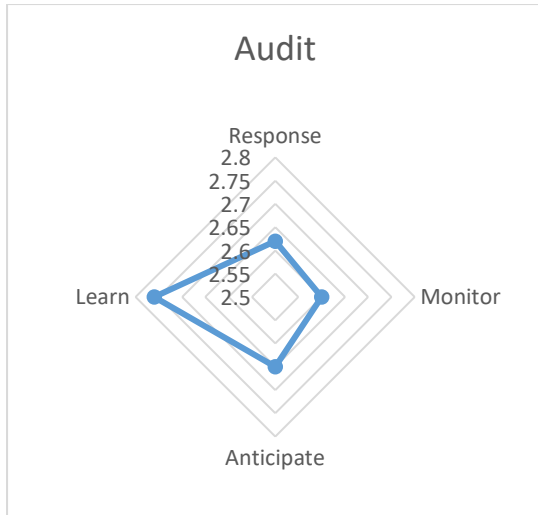 Audit
Response
2.8
2.75
2.7
2.65
2.6
2.55
2.5
Learn
Monitor
Anticipate